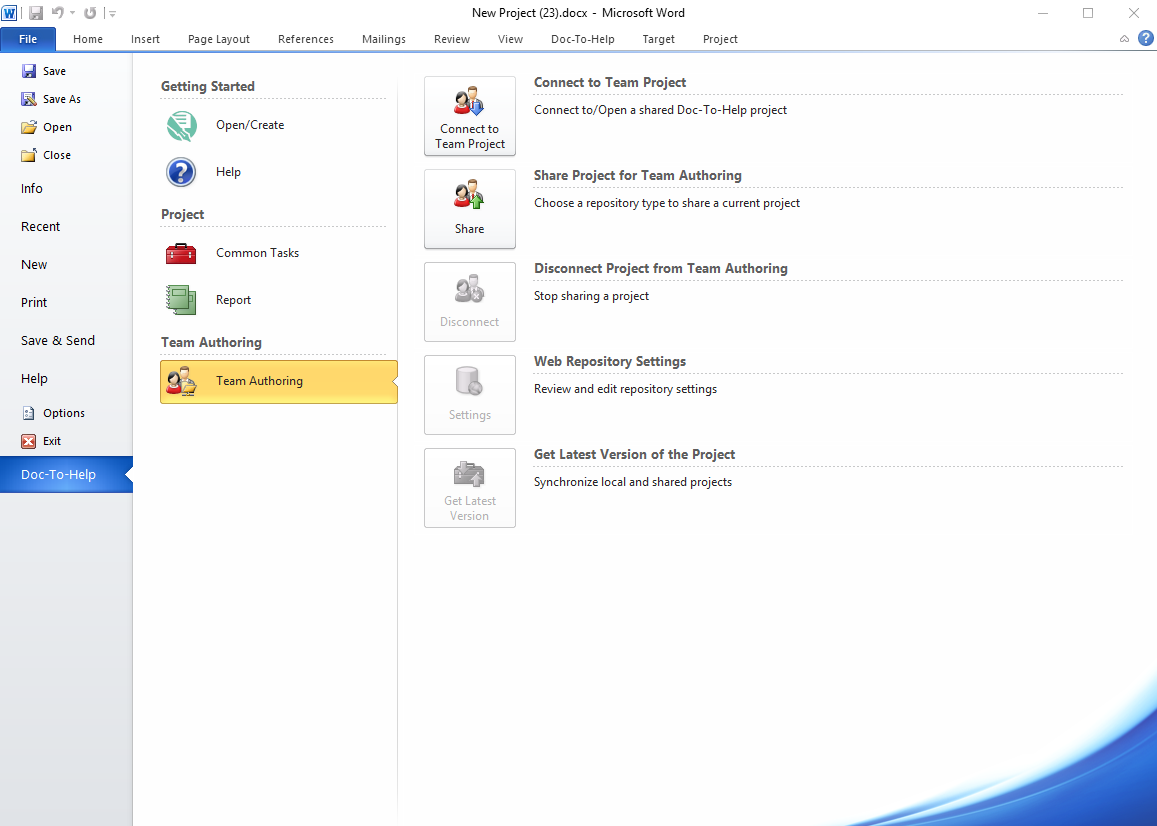 New Project (23).docx - Microsoft Word
File
Home
Insert
Page Layout
References
Mailings
Review
View
Doc-To-Help
Target
Project
Save
Save As
Open
Close
Info
Recent
New
Print
Save & Send
Help
Options
Exit
Doc-To-Help
Getting Started
Open/Create
Help
Project
Common Tasks
Report
Team Authoring
Team Authoring
Connect to
Team Project
Connect to Team Project
Connect to/Open a shared Doc-To-Help project
Share
Share Project for Team Authoring
Choose a repository type to share a current project
Disconnect
Disconnect Project from Team Authoring
Stop sharing a project
Settings
Web Repository Settings
Review and edit repository settings
Get Latest
Version
Get Latest Version of the Project
Synchronize local and shared projects